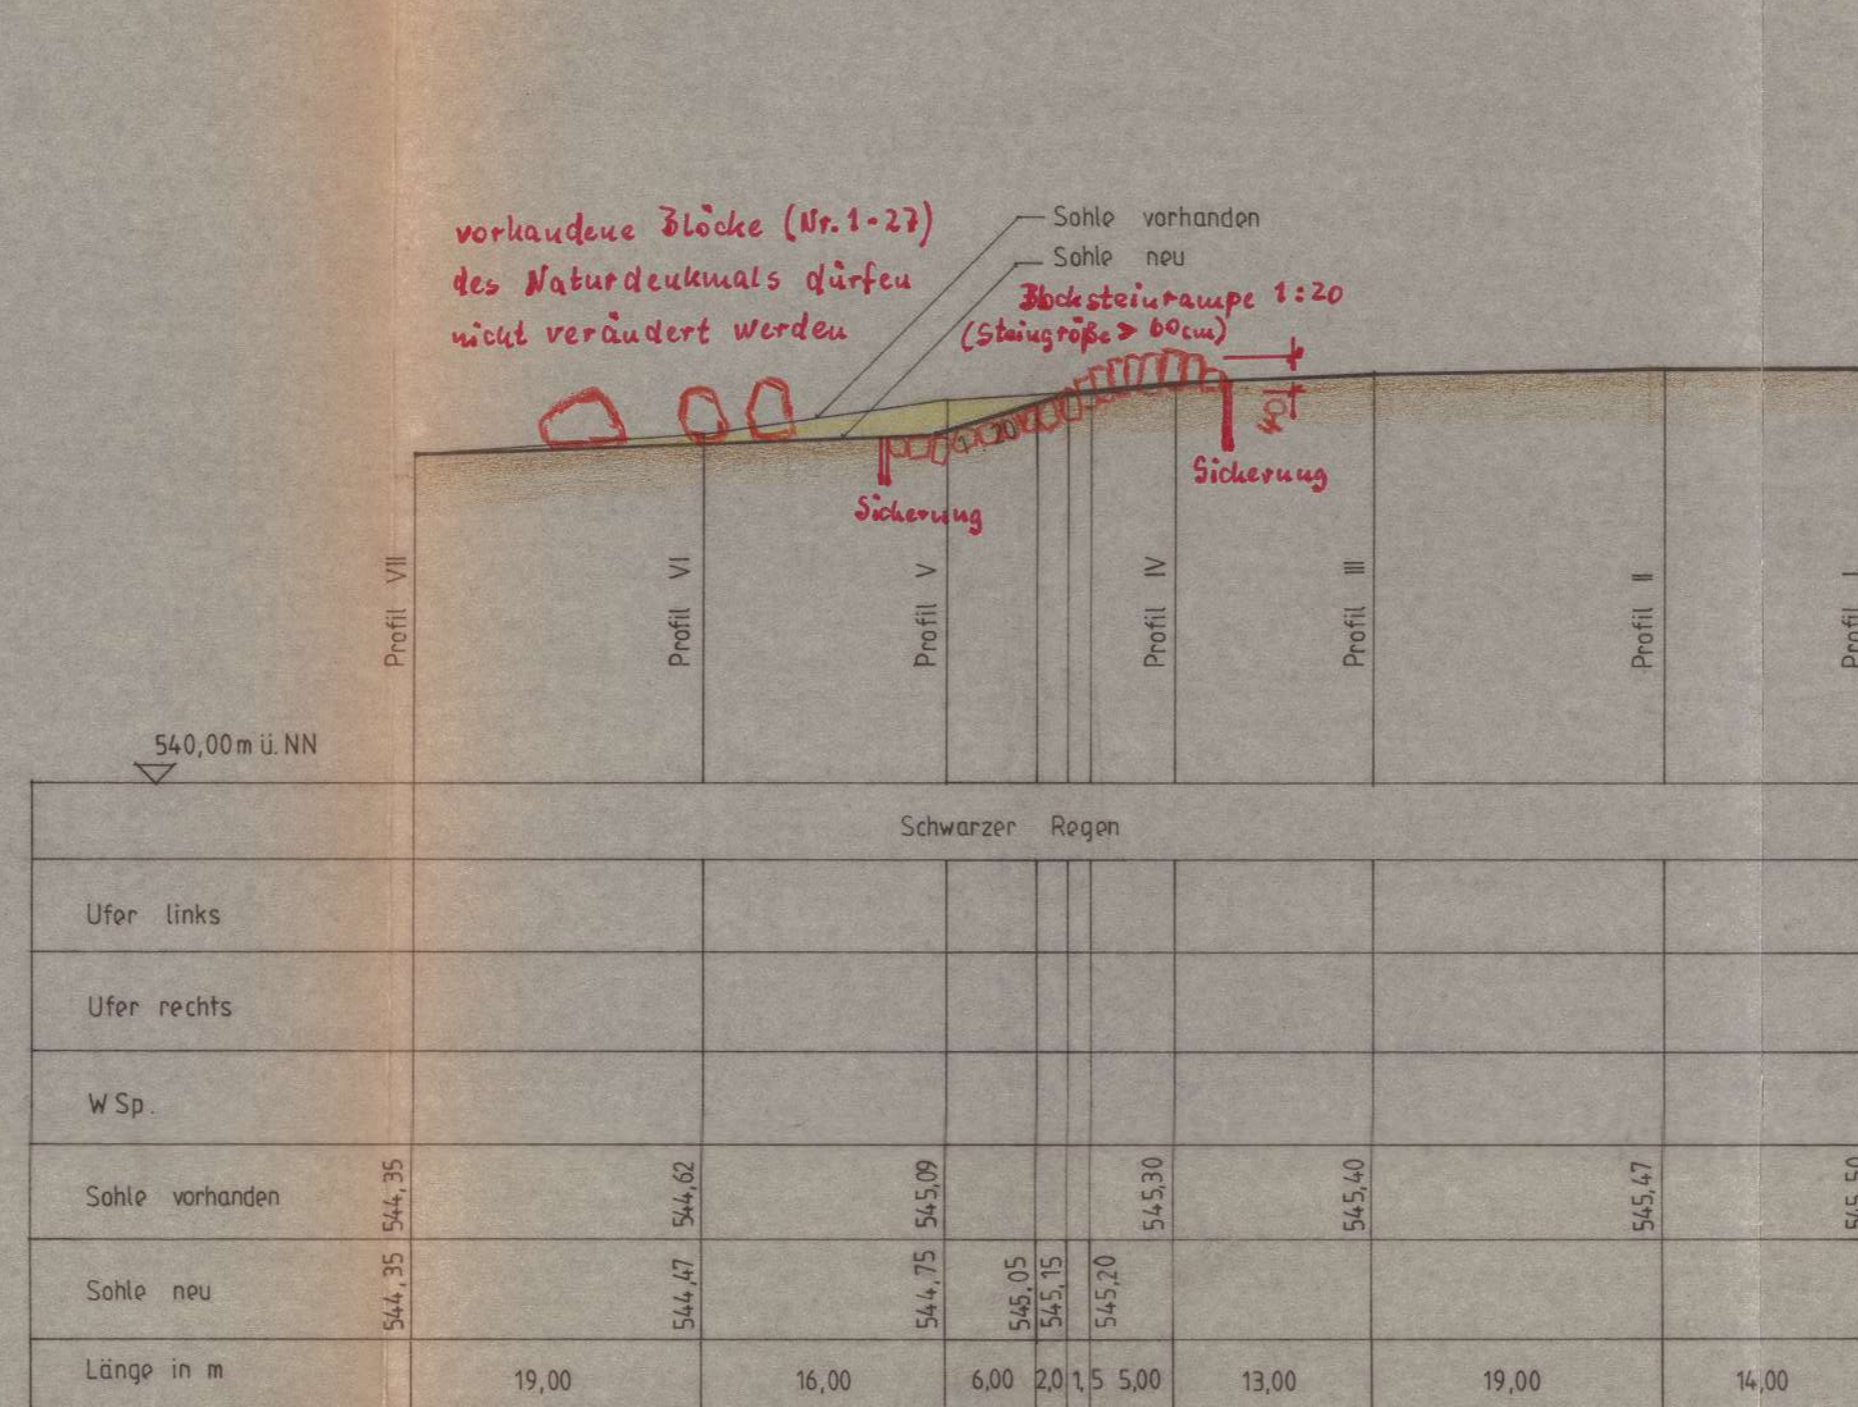 vorhandene Blöcke (Nr. 1-27)
des Naturdenkmals dürfen
nicht verändert werden
Sohle vorhanden
Sohle neu
Blocksteinrampe 1:20
(Steingröße > 60cm)
1:20
Sicherung
Sicherung
Profil VII
Profil VI
Profil V
Profil IV
Profil III
Profil II
Profil I
540,00 m ü. NN
Schwarzer Regen
Ufer links
Ufer rechts
W Sp.
Sohle vorhanden 544,35 544,62 545,09 545,30 545,40 545,47 545,50
Sohle neu 544,35 544,47 544,75 545,05 545,15 545,20
Länge in m 19,00 16,00 6,00 2,0 1,5 5,00 13,00 19,00 14,00